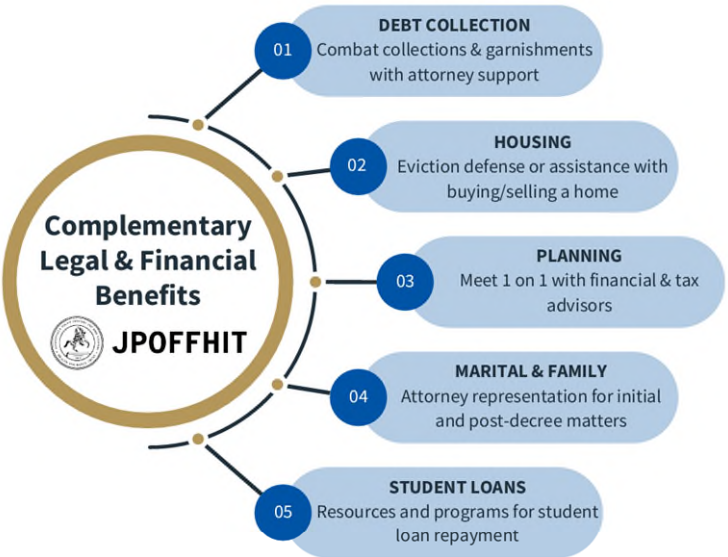 DEBT COLLECTION
01
Combat collections & garnishments
with attorney support
HOUSING
02
Eviction defense or assistance with
buying/selling a home
Complementary
Legal & Financial
Benefits
JPOFFHIT
PLANNING
03
Meet 1 on 1 with financial & tax
advisors
MARITAL & FAMILY
04
Attorney representation for initial
and post-decree matters
STUDENT LOANS
05
Resources and programs for student
loan repayment